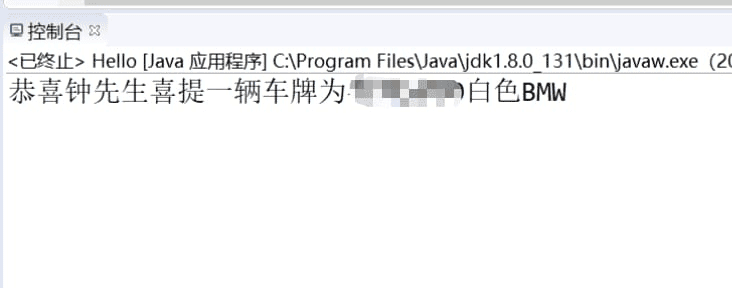 控制台
<已终止> Hello [Java 应用程序] C:\Program Files\Java\jdk1.8.0_131\bin\javaw.exe（20
恭喜钟先生喜提一辆车牌为 白色BMW